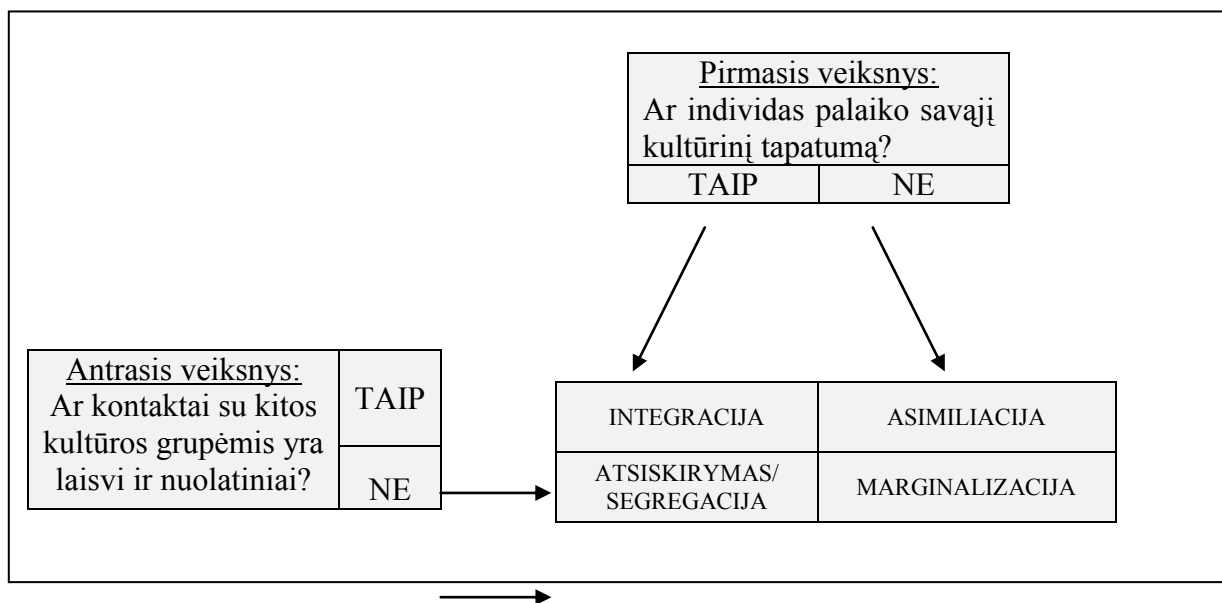 Pirmasis veiksnys:
Ar individas palaiko savąjį
kultūrinį tapatumą?
TAIP NE
Antrasis veiksnys:
Ar kontaktai su kitos
kultūros grupėmis yra
laisvi ir nuolatiniai?
TAIP
NE
INTEGRACIJA ASIMILIACIJA
ATSISKIRYMAS/
SEGREGACIJA
MARGINALIZACIJA